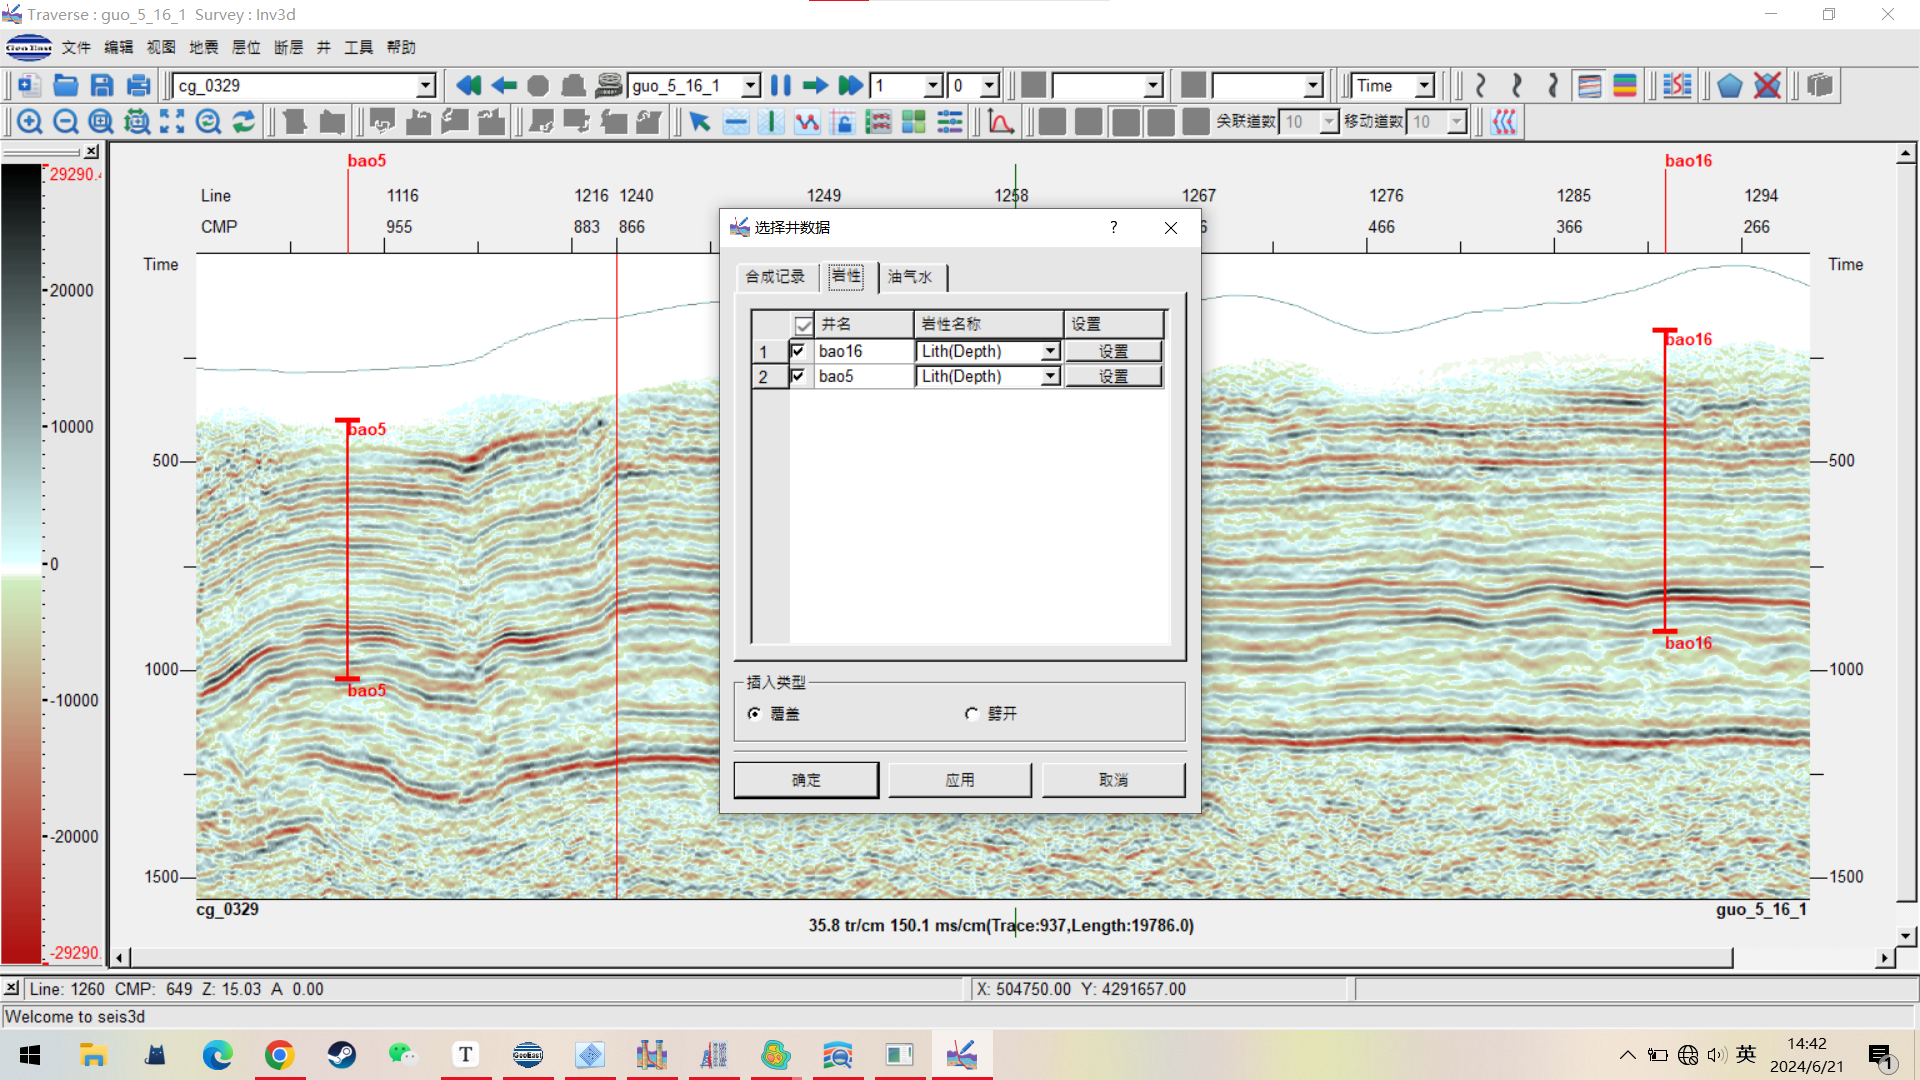 Traverse : guo_5_16_1  Survey : Inv3d
GeoEast 文件 编辑 视图 地震 层位 断层 井 工具 帮助
cg_0329 guo_5_16_1 1 0 Time
关联道数 10 移动道数 10
bao5 bao16
29290.4
Line 1116 1216 1240 1249 1258 1267 1276 1285 1294
CMP 955 883 866 466 366 266
Time Time
选择井数据 ?
合成记录 岩性 油气水
井名 岩性名称 设置
1 bao16 Lith(Depth) 设置
2 bao5 Lith(Depth) 设置
插入类型
覆盖 劈开
确定 应用 取消
20000
10000
0
-10000
-20000
-29290.
bao16
bao5
500 500
bao16
1000 1000
bao5
1500 1500
cg_0329 guo_5_16_1
35.8 tr/cm 150.1 ms/cm(Trace:937,Length:19786.0)
Line: 1260  CMP:  649  Z: 15.03  A  0.00 X: 504750.00  Y: 4291657.00
Welcome to seis3d
T GeoEast 英 14:42
2024/6/21 1